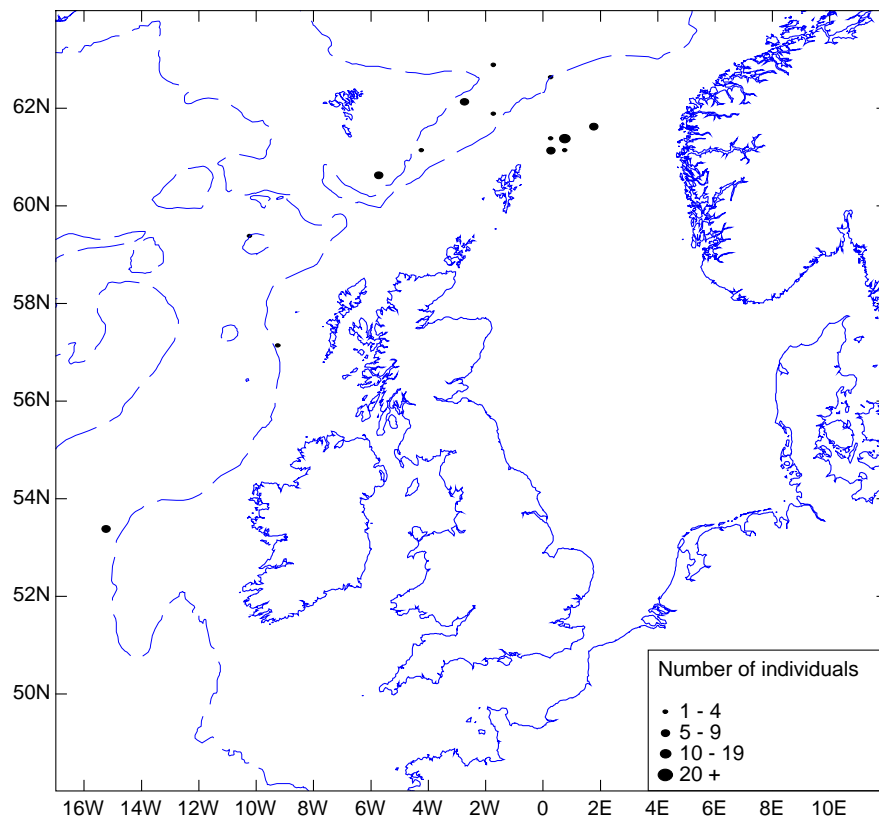 62N
60N
58N
56N
54N
52N
50N
Number of individuals
1 - 4
5 - 9
10 - 19
20 +
16W 14W 12W 10W 8W 6W 4W 2W 0 2E 4E 6E 8E 10E